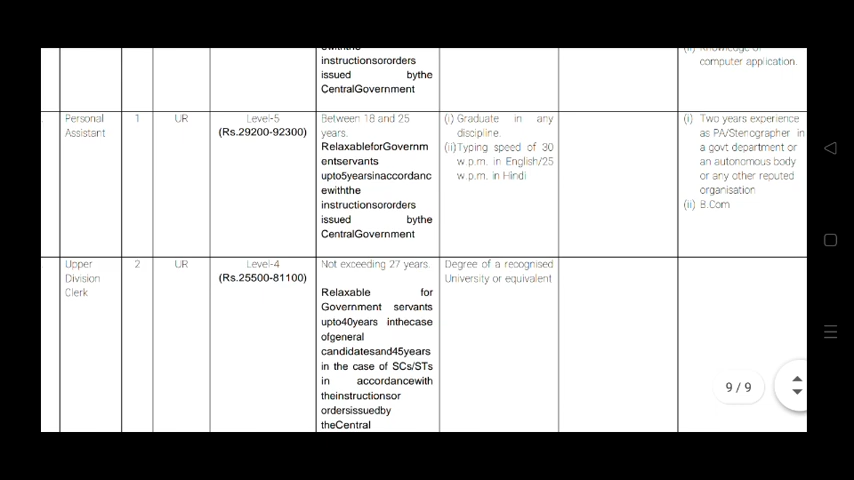 ewiththe
instructionsororders
issued bythe
CentralGovernment
computer application.
Personal
Assistant
1
UR
Level-5
(Rs.29200-92300)
Between 18 and 25
years.
RelaxableforGovernm
entservants
upto5yearsinaccordanc
ewiththe
instructionsororders
issued bythe
CentralGovernment
(i) Graduate in any
discipline.
(ii)Typing speed of 30
w.p.m. in English/25
w.p.m. in Hindi
(i) Two years experience
as PA/Stenographer in
a govt department or
an autonomous body
or any other reputed
organisation
(ii) B.Com
Upper
Division
Clerk
2
UR
Level-4
(Rs.25500-81100)
Not exceeding 27 years.
Relaxable for
Government servants
upto40years inthecase
ofgeneral
candidatesand45years
in the case of SCs/STs
in accordancewith
theinstructionsor
ordersissuedby
theCentral
Degree of a recognised
University or equivalent
9 / 9